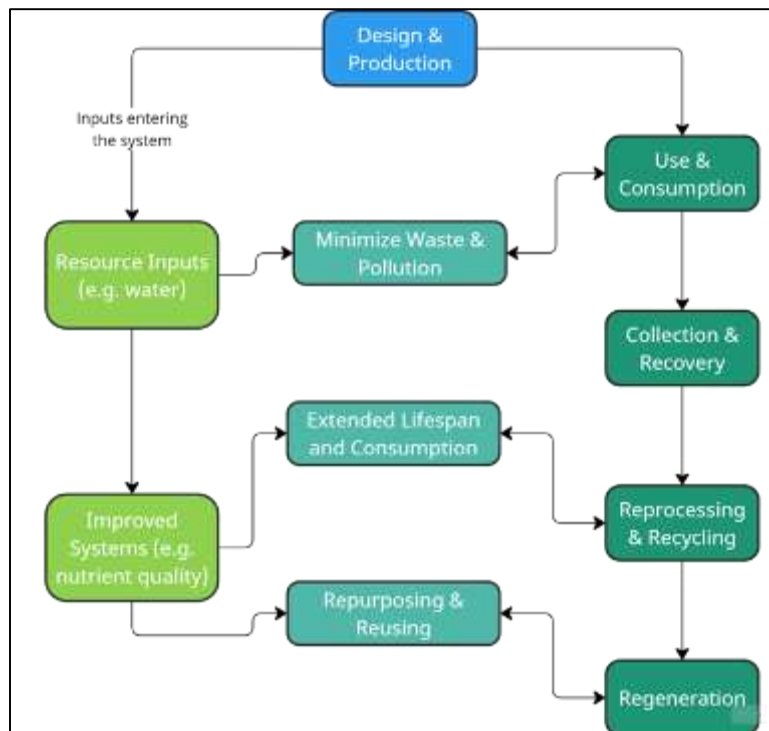 Design &
Production
Inputs entering
the system
Use &
Consumption
Resource Inputs
(e.g. water)
Minimize Waste &
Pollution
Collection &
Recovery
Extended Lifespan
and Consumption
Improved
Systems (e.g.
nutrient quality)
Reprocessing
& Recycling
Repurposing &
Reusing
Regeneration